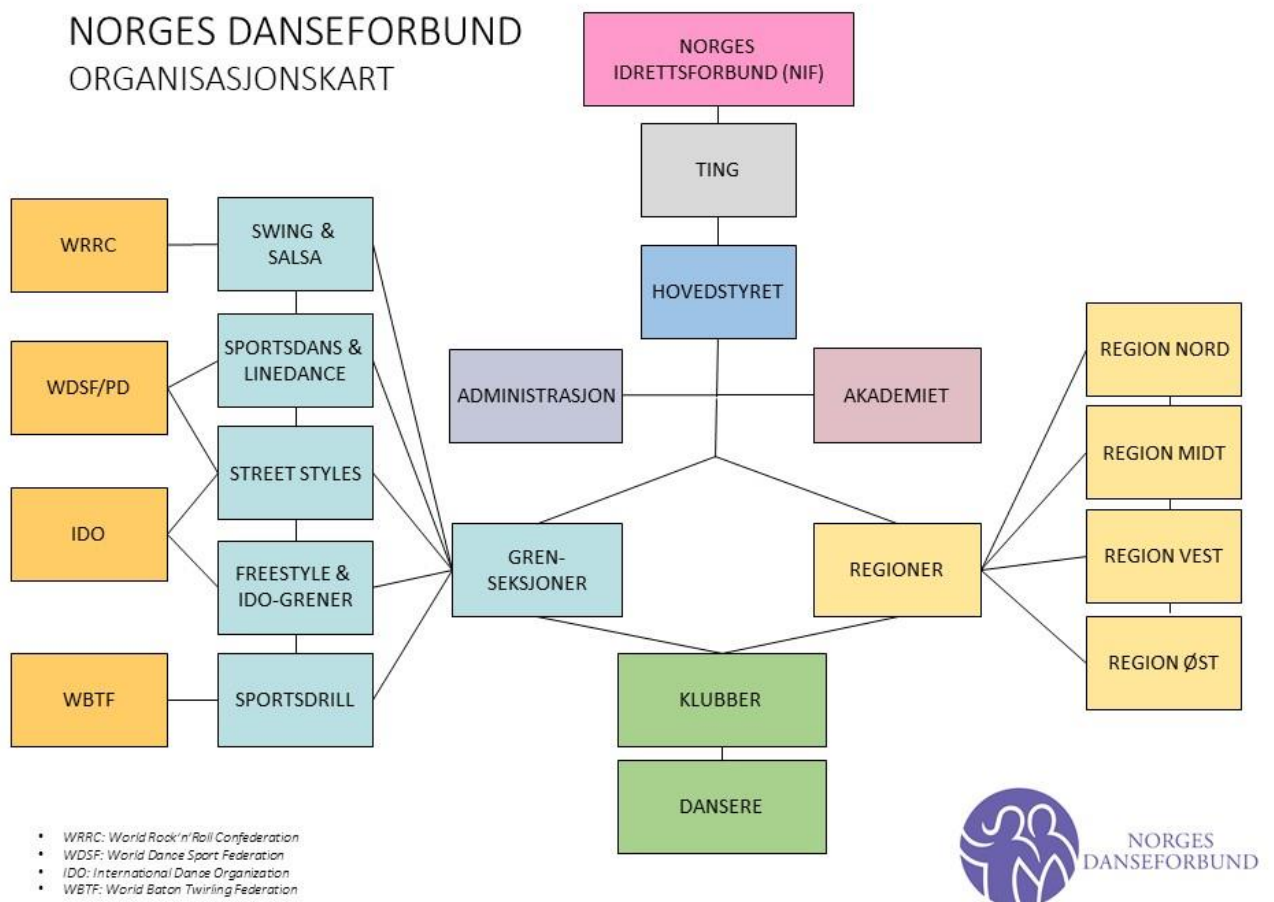 NORGES DANSEFORBUND
ORGANISASJONSKART
NORGES
IDRETTSFORBUND (NIF)
TING
HOVEDSTYRET
ADMINISTRASJON
AKADEMIET
WRRC
SWING &
SALSA
WDSF/PD
SPORTSDANS &
LINEDANCE
STREET STYLES
IDO
FREESTYLE &
IDO-GRENER
WBTF
SPORTSDRILL
GREN-
SEKSJONER
REGIONER
REGION NORD
REGION MIDT
REGION VEST
REGION ØST
KLUBBER
DANSERE
• WRRC: World Rock'n'Roll Confederation
• WDSF: World Dance Sport Federation
• IDO: International Dance Organization
• WBTF: World Baton Twirling Federation
NORGES
DANSEFORBUND